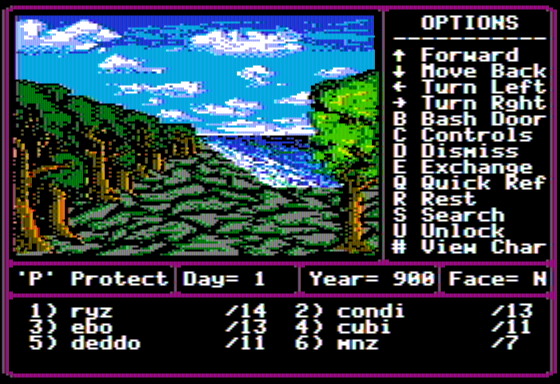 OPTIONS
------------
↑ Forward
↓ Move Back
← Turn Left
→ Turn Rght
B Bash Door
C Controls
D Dismiss
E Exchange
Q Quick Ref
R Rest
S Search
U Unlock
# View Char
'P' Protect Day= 1 Year= 900 Face= N
1) ryz /14 2) condi /13
3) ebo /13 4) cubi /11
5) deddo /11 6) mnz /7